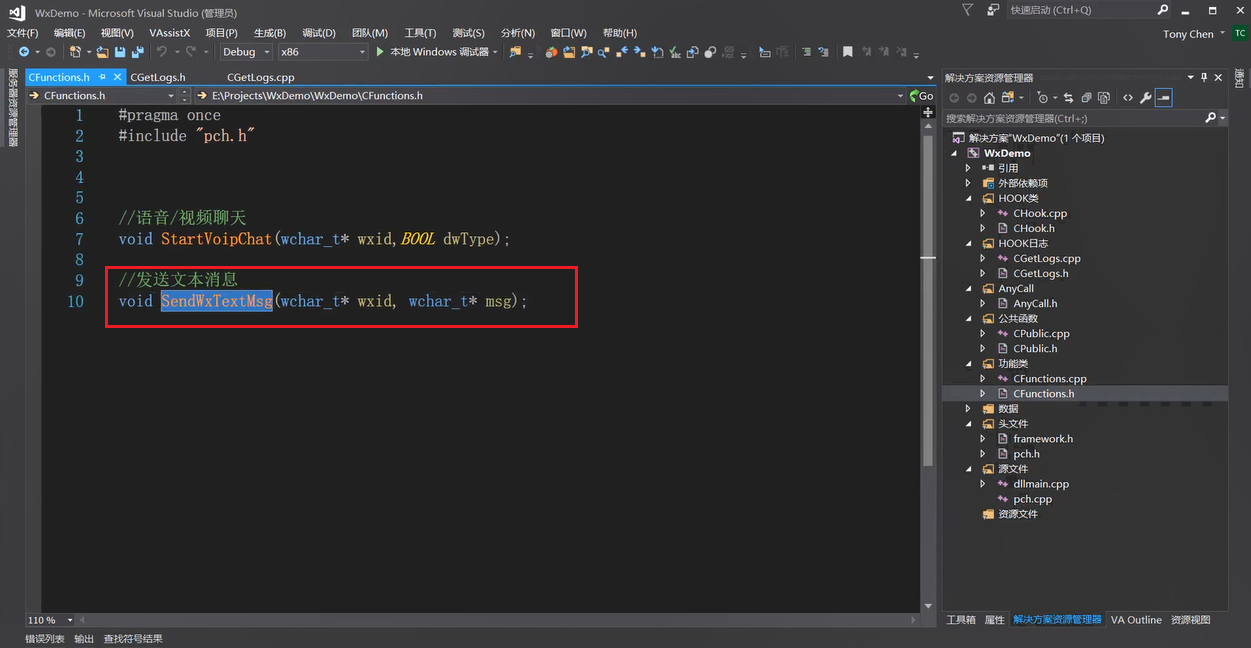 WxDemo - Microsoft Visual Studio (管理员)
快速启动 (Ctrl+Q)
文件(F) 编辑(E) 视图(V) VAssistX 项目(P) 生成(B) 调试(D) 团队(M) 工具(T) 测试(S) 分析(N) 窗口(W) 帮助(H)
Tony Chen TC
Debug x86 本地 Windows 调试器
服务器资源管理器
CFunctions.h CGetLogs.h CGetLogs.cpp
CFunctions.h E:\Projects\WxDemo\WxDemo\CFunctions.h Go
1 #pragma once
2 #include "pch.h"
3
4
5
6 //语音/视频聊天
7 void StartVoipChat(wchar_t* wxid,BOOL dwType);
8
9 //发送文本消息
10 void SendWxTextMsg(wchar_t* wxid, wchar_t* msg);
110 %
错误列表 输出 查找符号结果
解决方案资源管理器
搜索解决方案资源管理器(Ctrl+;)
解决方案"WxDemo"(1 个项目)
WxDemo
引用
外部依赖项
HOOK类
CHook.cpp
CHook.h
HOOK日志
CGetLogs.cpp
CGetLogs.h
AnyCall
AnyCall.h
公共函数
CPublic.cpp
CPublic.h
功能类
CFunctions.cpp
CFunctions.h
数据
头文件
framework.h
pch.h
源文件
dllmain.cpp
pch.cpp
资源文件
工具箱 属性 解决方案资源管理器 VA Outline 资源视图
通知